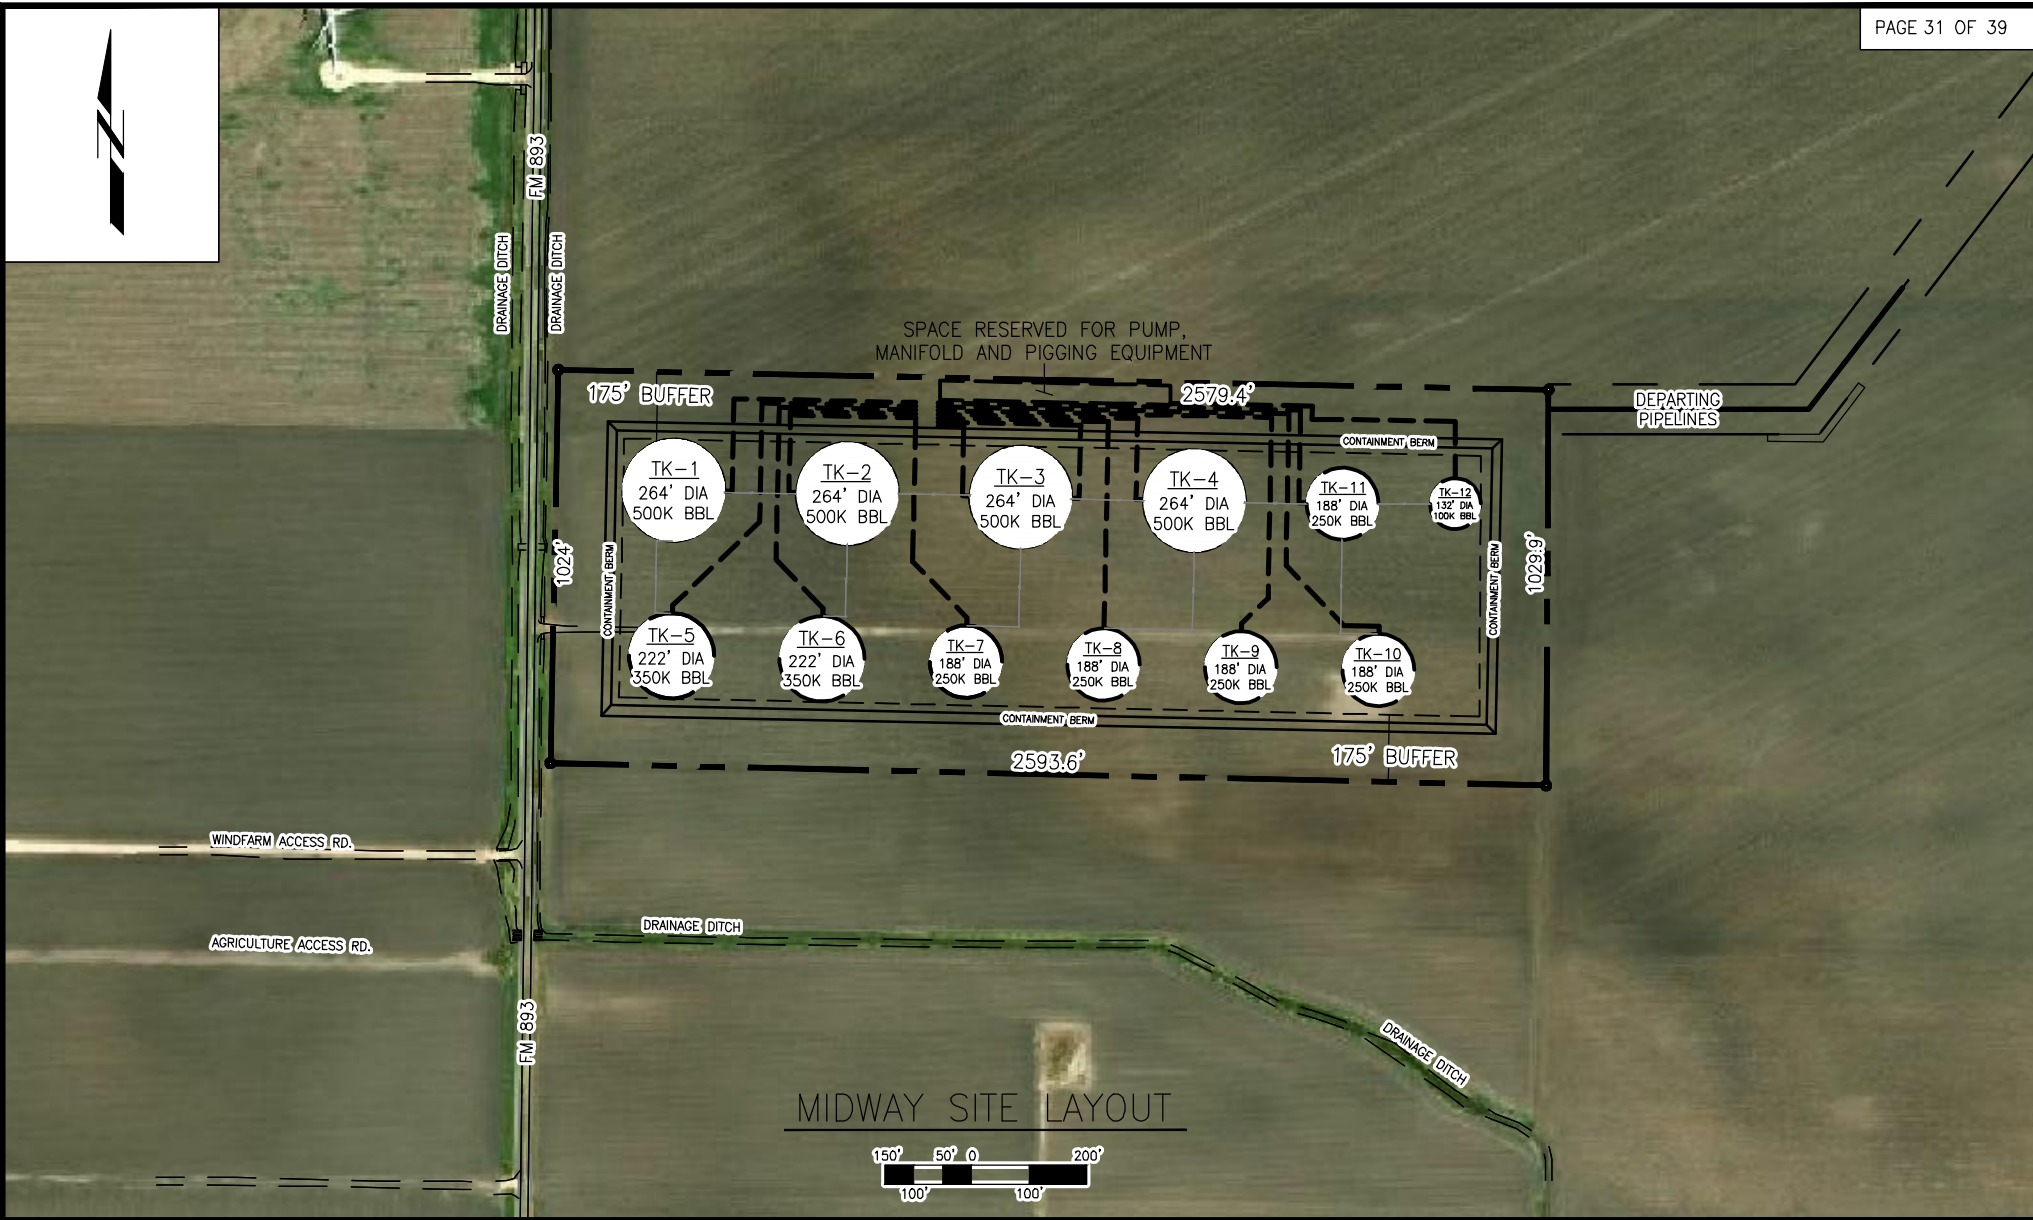 PAGE 31 OF 39
FM 893
DRAINAGE DITCH
DRAINAGE DITCH
SPACE RESERVED FOR PUMP,
MANIFOLD AND PIGGING EQUIPMENT
175' BUFFER
2579.4'
DEPARTING
PIPELINES
CONTAINMENT BERM
TK-1
264' DIA
500K BBL
TK-2
264' DIA
500K BBL
TK-3
264' DIA
500K BBL
TK-4
264' DIA
500K BBL
TK-11
188' DIA
250K BBL
TK-12
132' DIA
100K BBL
1024'
CONTAINMENT BERM
CONTAINMENT BERM
1029.9'
TK-5
222' DIA
350K BBL
TK-6
222' DIA
350K BBL
TK-7
188' DIA
250K BBL
TK-8
188' DIA
250K BBL
TK-9
188' DIA
250K BBL
TK-10
188' DIA
250K BBL
CONTAINMENT BERM
2593.6'
175' BUFFER
WINDFARM ACCESS RD.
DRAINAGE DITCH
AGRICULTURE ACCESS RD.
FM 893
DRAINAGE DITCH
MIDWAY SITE LAYOUT
150' 50' 0 200'
100' 100'